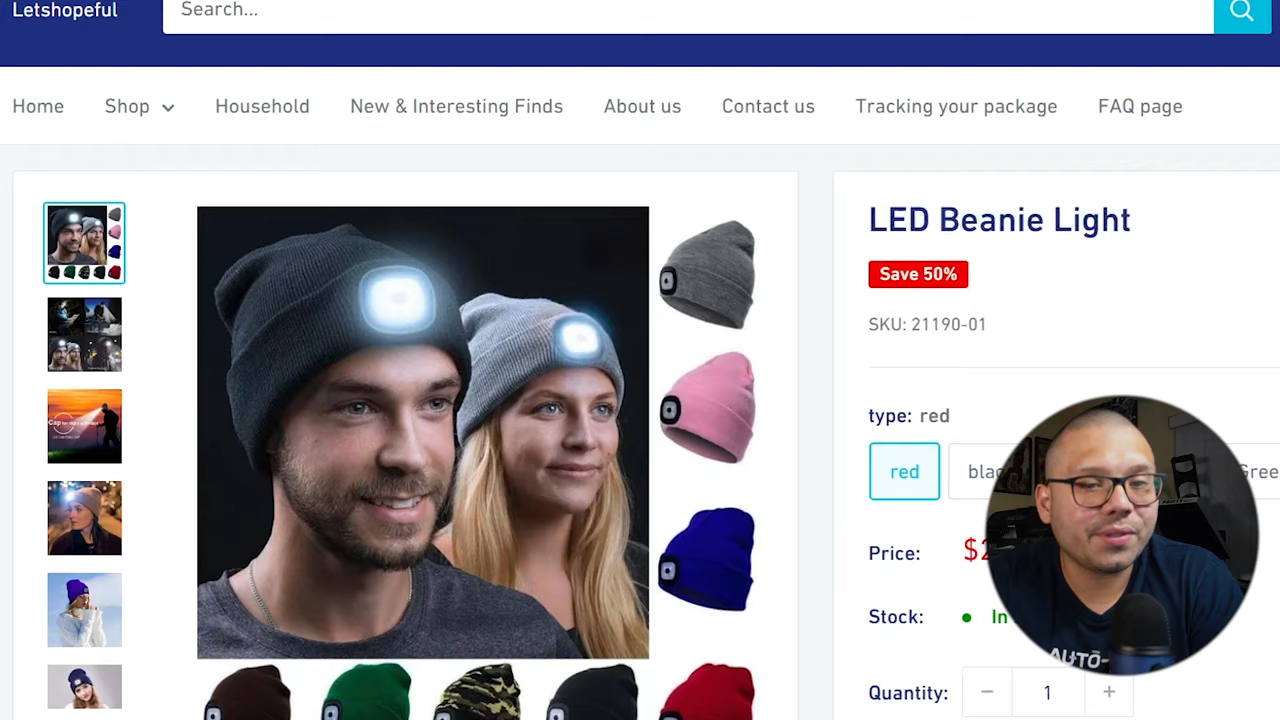 Letshopeful
Search...
Home
Shop
Household
New & Interesting Finds
About us
Contact us
Tracking your package
FAQ page
LED Beanie Light
Save 50%
SKU: 21190-01
type: red
red
Price:
Stock:
In
Quantity:
−
1
+